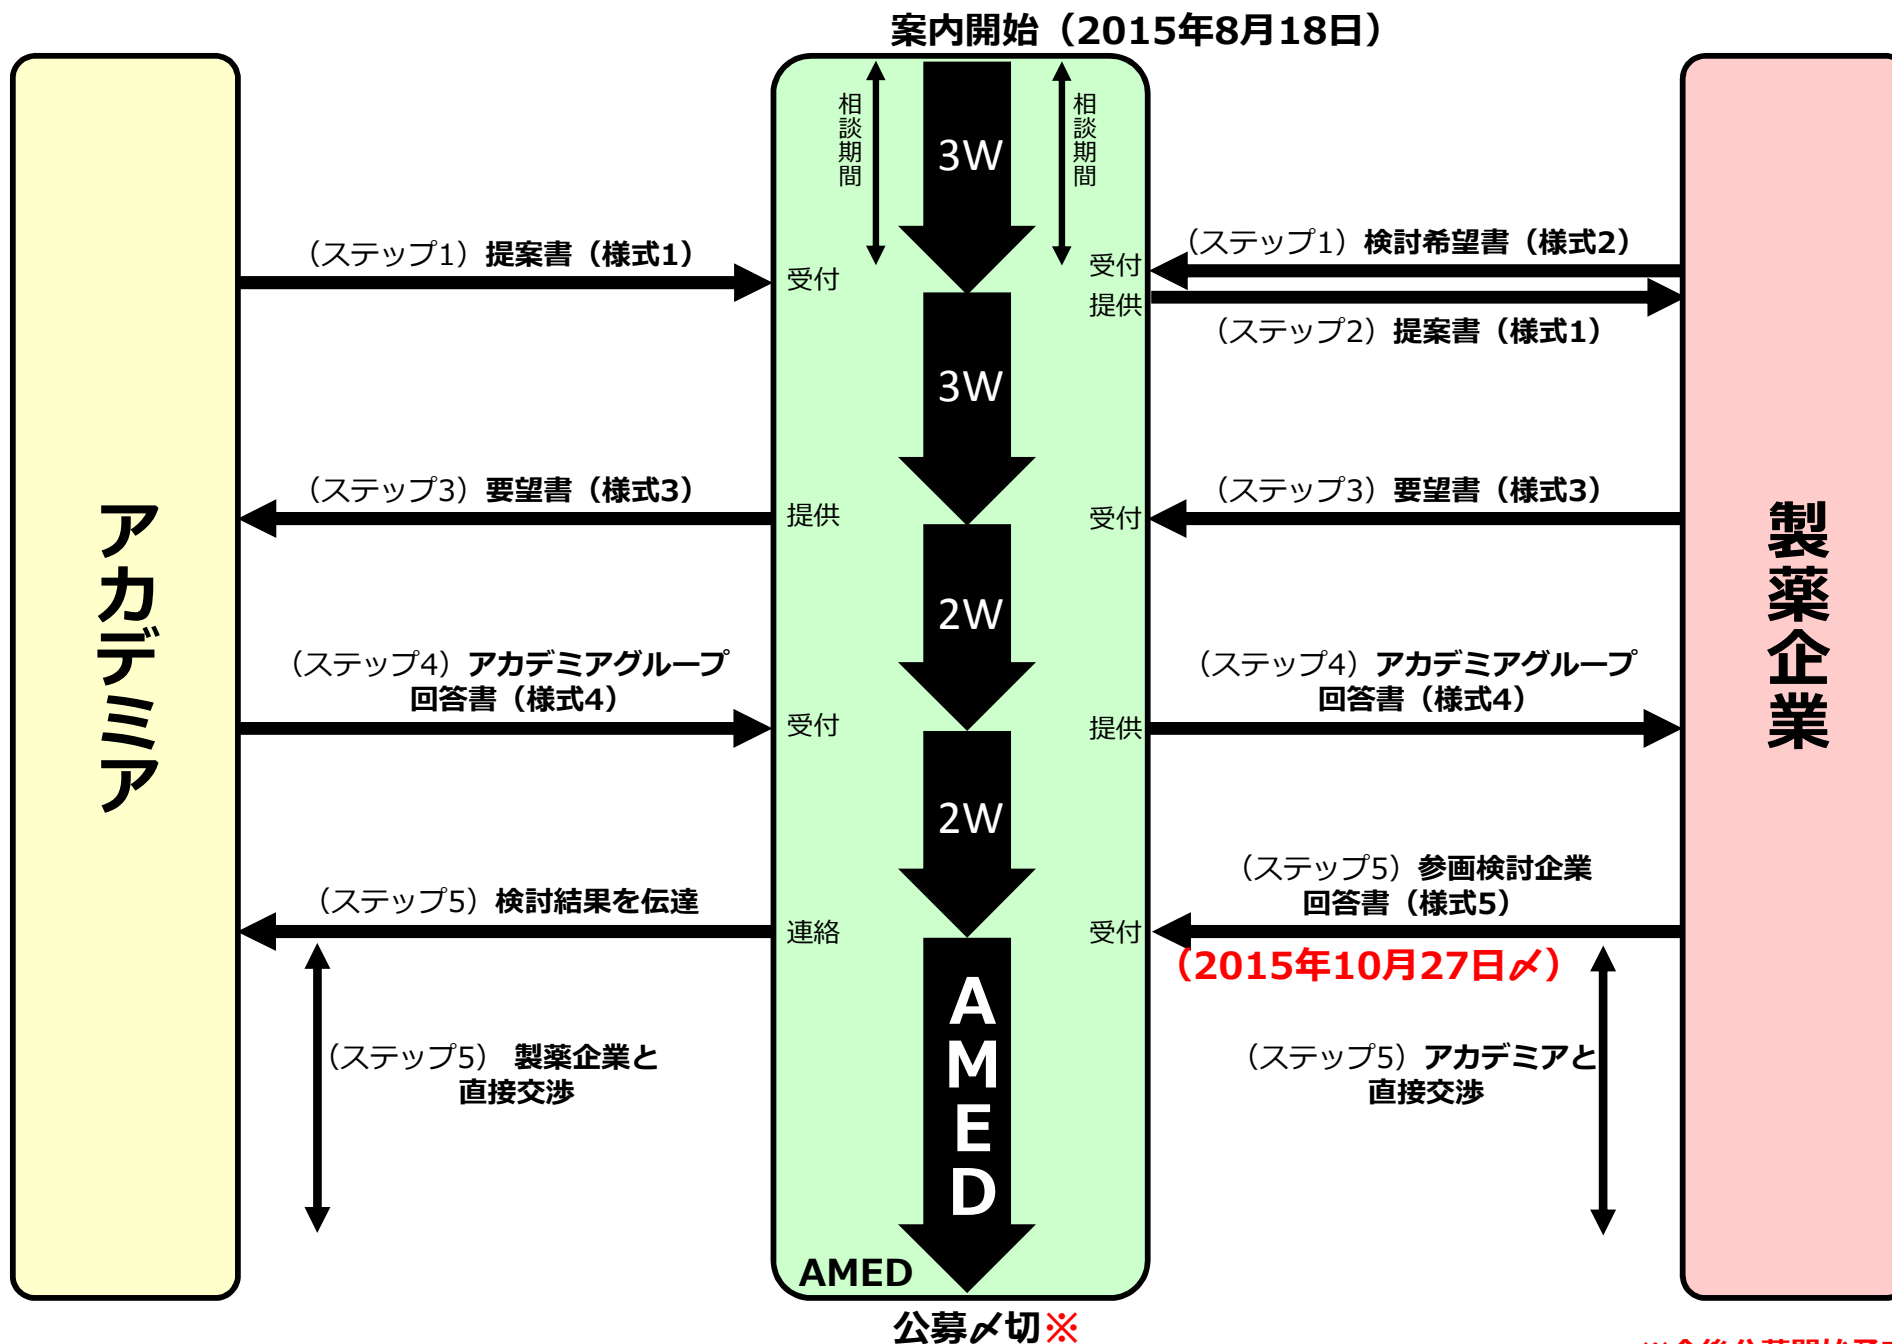 案内開始（2015年8月18日）
相談期間
3W
相談期間
（ステップ1）提案書（様式1）
受付
（ステップ1）検討希望書（様式2）
受付
提供
（ステップ2）提案書（様式1）
3W
（ステップ3）要望書（様式3）
提供
受付
（ステップ3）要望書（様式3）
アカデミア
製薬企業
2W
（ステップ4）アカデミアグループ
回答書（様式4）
受付
提供
（ステップ4）アカデミアグループ
回答書（様式4）
2W
（ステップ5）検討結果を伝達
連絡
受付
（ステップ5）参画検討企業
回答書（様式5）
（2015年10月27日〆）
AMED
（ステップ5） 製薬企業と
直接交渉
（ステップ5）アカデミアと
直接交渉
AMED
公募〆切※